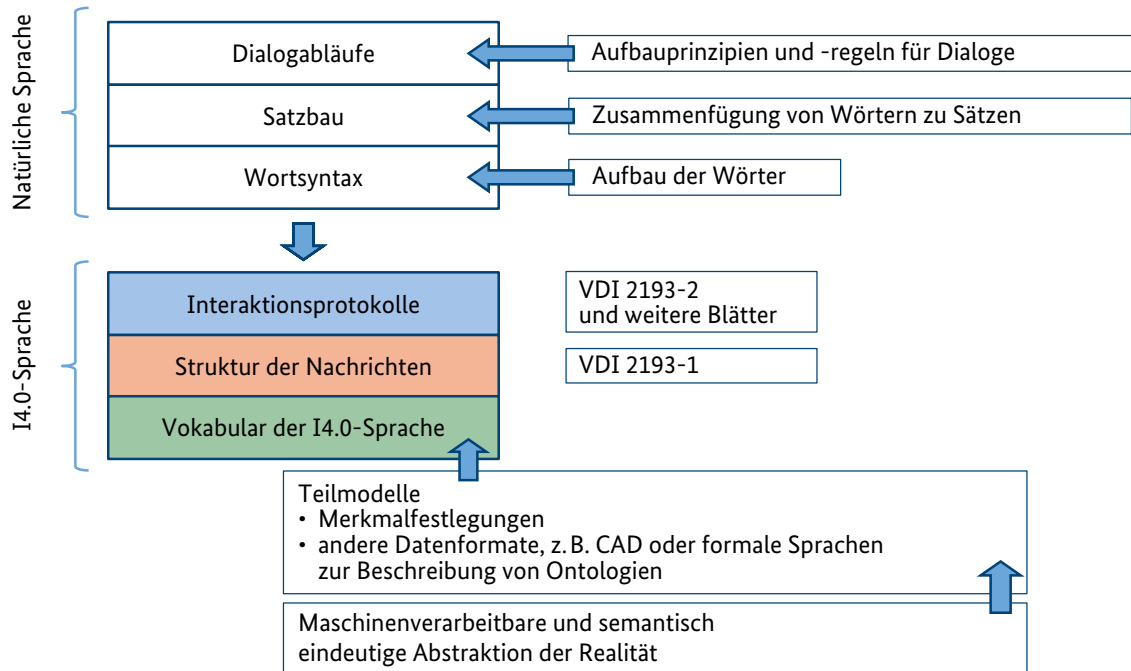 Natürliche Sprache
Dialogabläufe
Aufbauprinzipien und -regeln für Dialoge
Satzbau
Zusammenfügung von Wörtern zu Sätzen
Wortsyntax
Aufbau der Wörter
I4.0-Sprache
Interaktionsprotokolle
VDI 2193-2
und weitere Blätter
Struktur der Nachrichten
VDI 2193-1
Vokabular der I4.0-Sprache
Teilmodelle
• Merkmalfestlegungen
• andere Datenformate, z. B. CAD oder formale Sprachen
zur Beschreibung von Ontologien
Maschinenverarbeitbare und semantisch
eindeutige Abstraktion der Realität